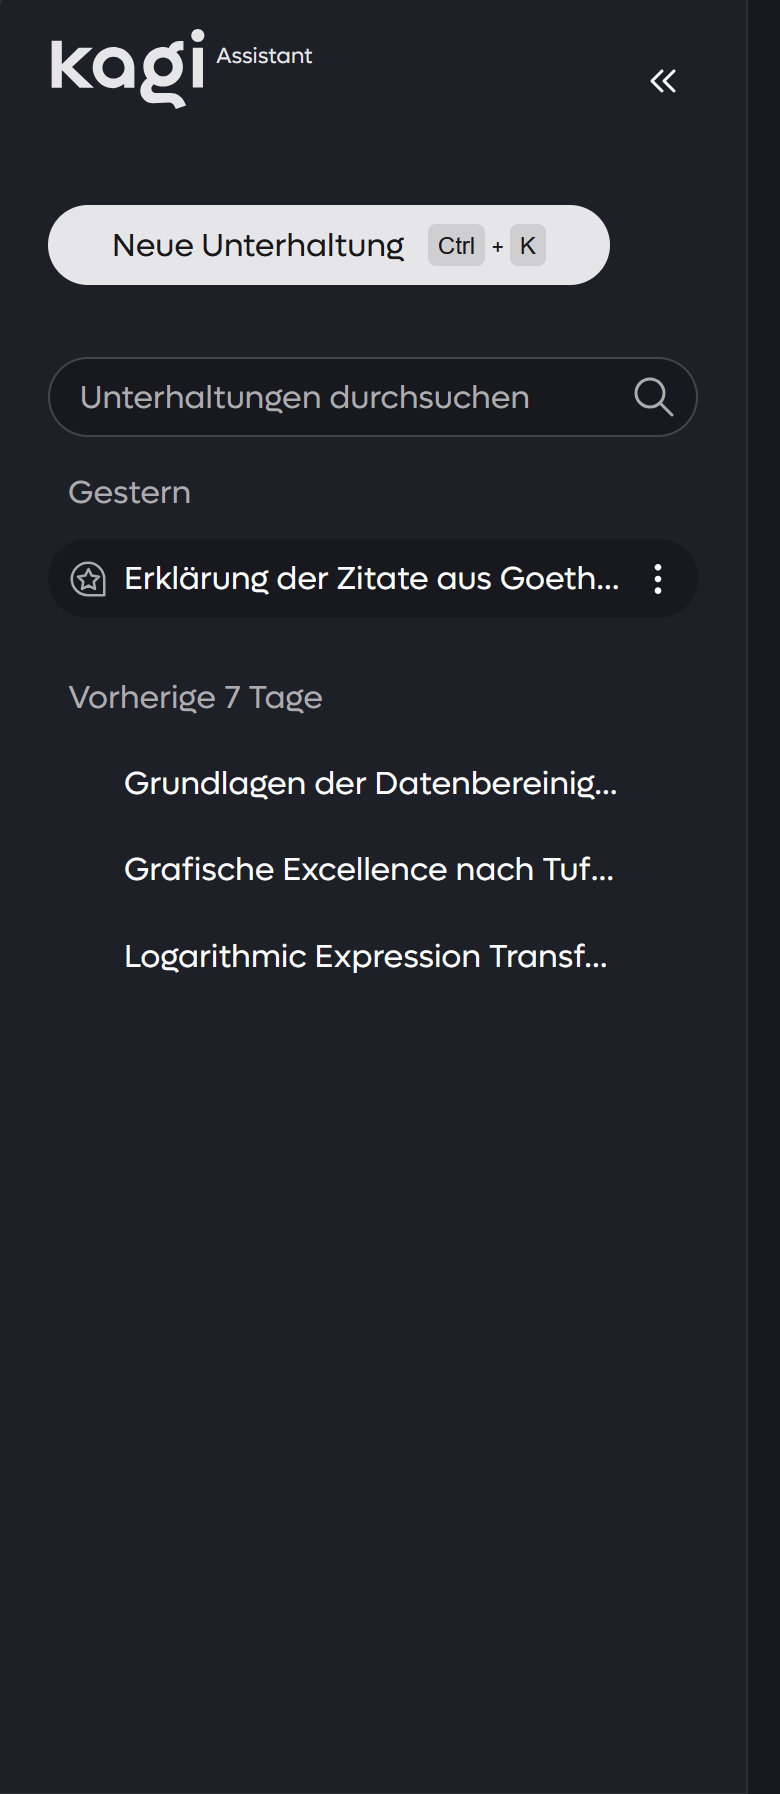 kagi Assistant
Neue Unterhaltung Ctrl + K
Unterhaltungen durchsuchen
Gestern
Erklärung der Zitate aus Goeth...
Vorherige 7 Tage
Grundlagen der Datenbereinig...
Grafische Excellence nach Tuf...
Logarithmic Expression Transf...